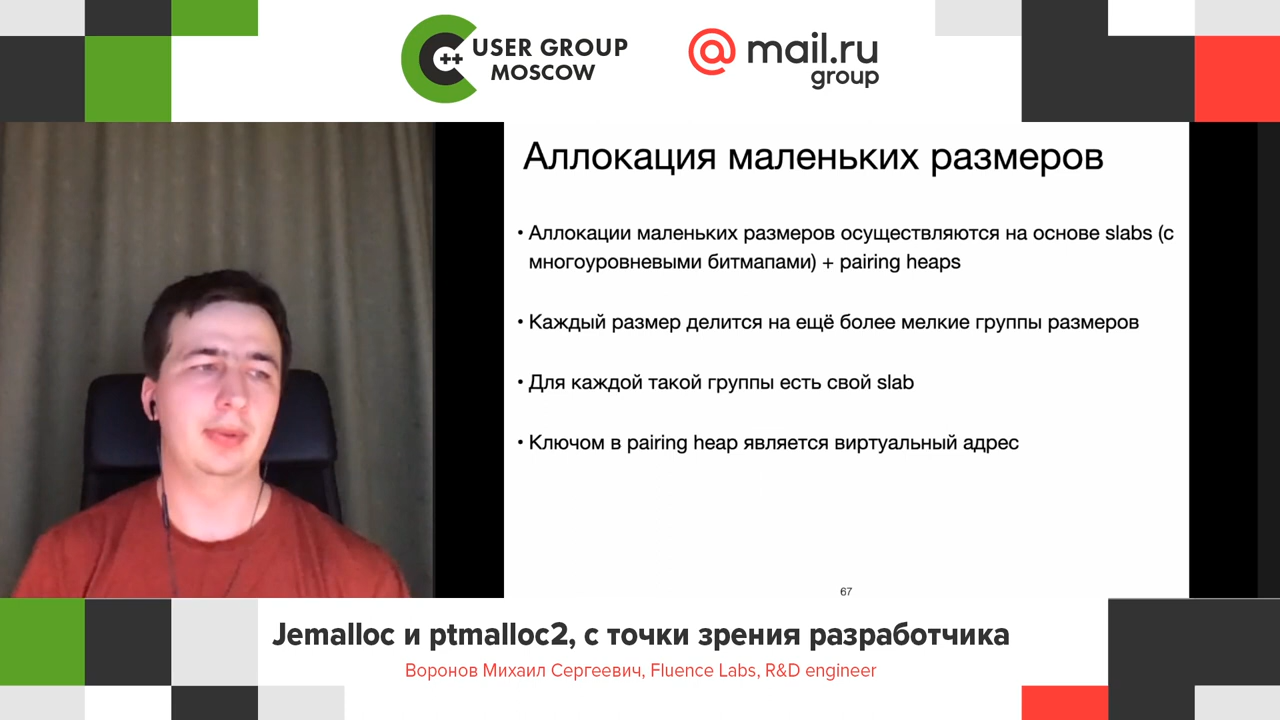 C++ USER GROUP
MOSCOW
@ mail.ru
group
Аллокация маленьких размеров
• Аллокации маленьких размеров осуществляются на основе slabs (с
многоуровневыми битмапами) + pairing heaps
• Каждый размер делится на ещё более мелкие группы размеров
• Для каждой такой группы есть свой slab
• Ключом в pairing heap является виртуальный адрес
67
Jemalloc и ptmalloc2, с точки зрения разработчика
Воронов Михаил Сергеевич, Fluence Labs, R&D engineer